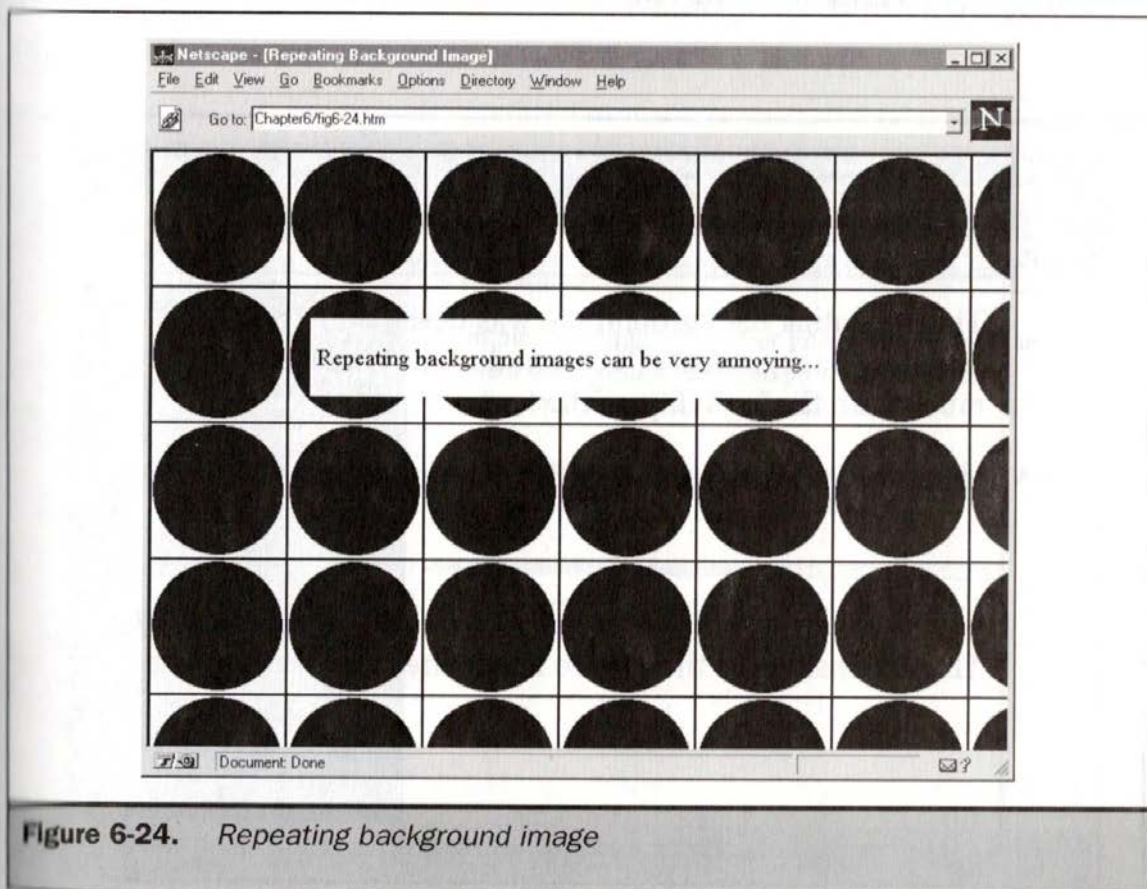 Netscape - [Repeating Background Image]
File Edit View Go Bookmarks Options Directory Window Help
Go to: Chapter6/fig6-24.htm
N
Repeating background images can be very annoying...
Document: Done
Figure 6-24. Repeating background image